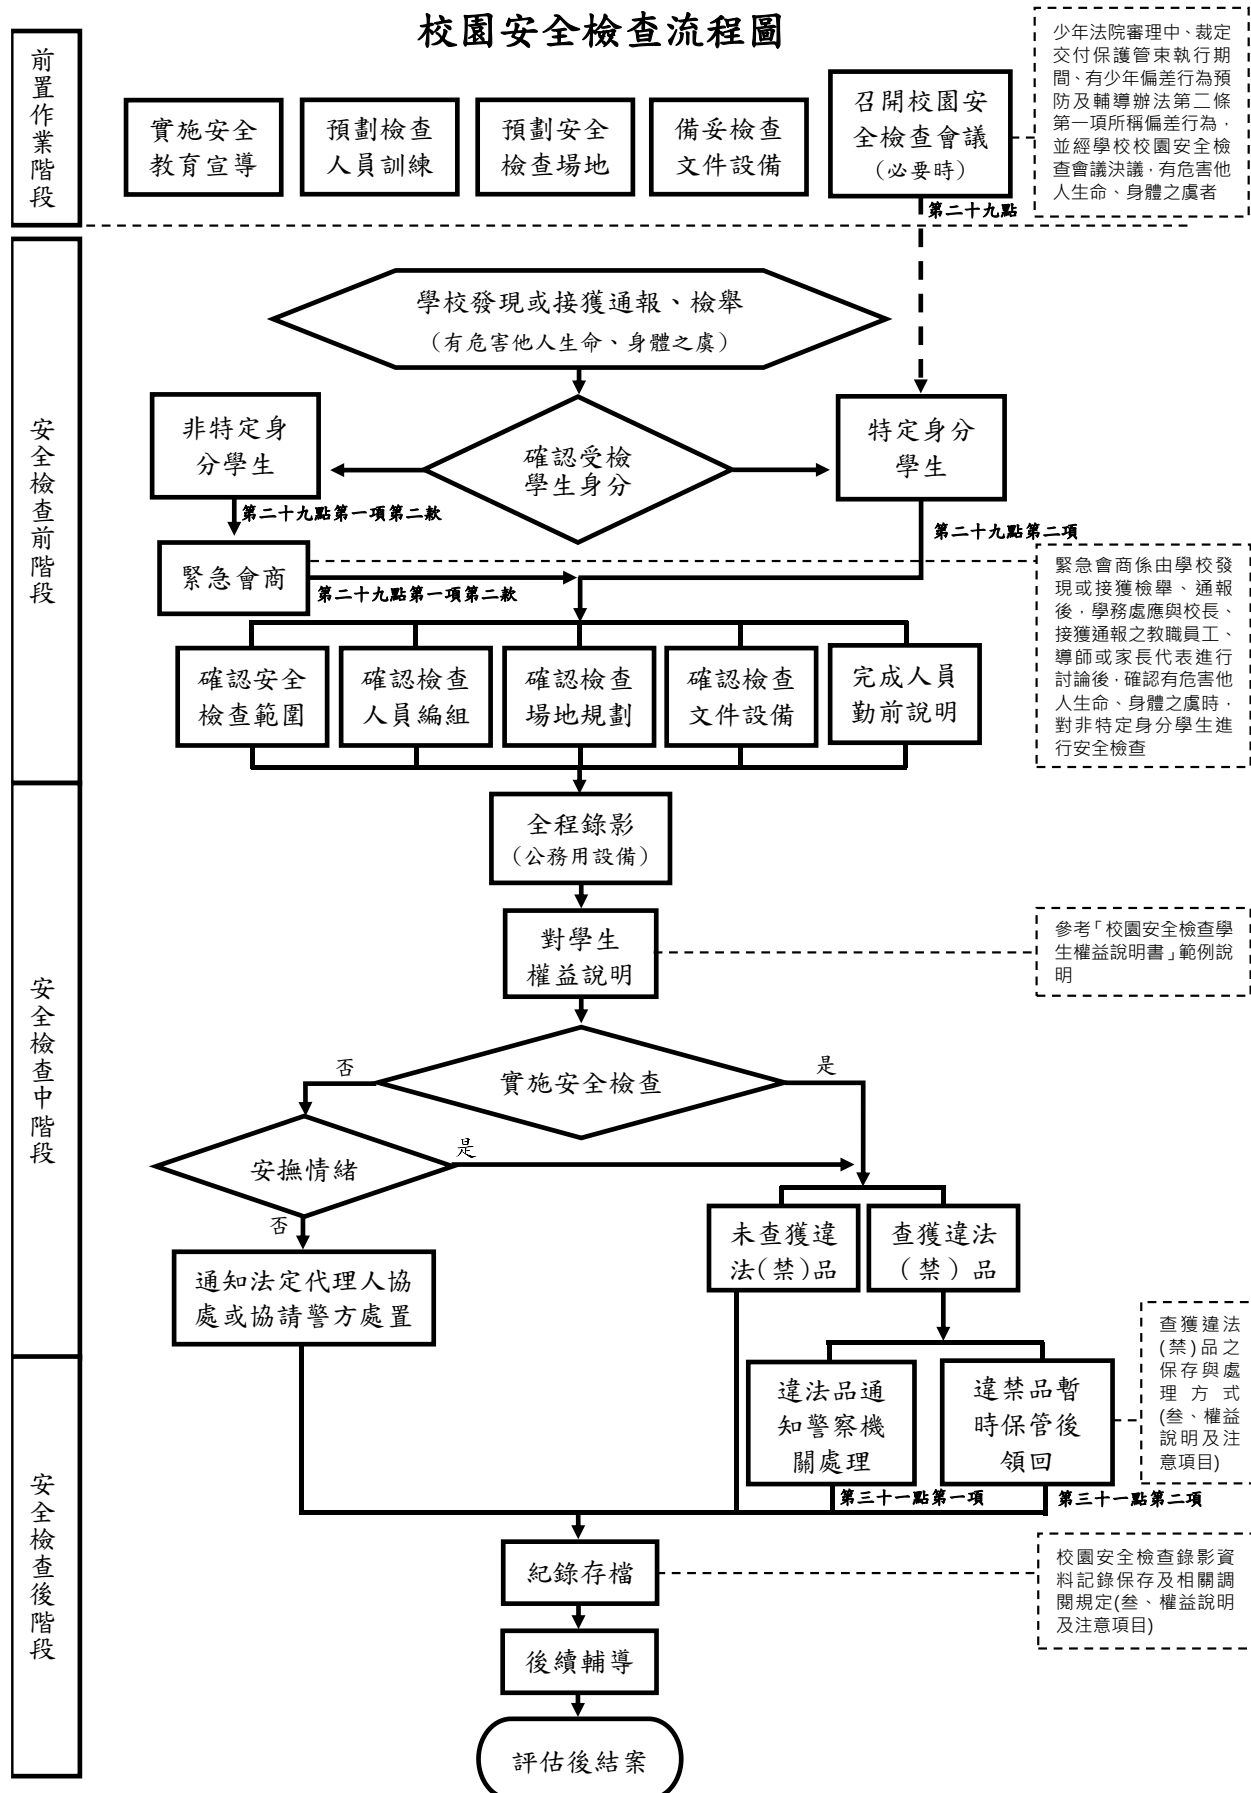 校園安全檢查流程圖
前置作業階段
實施安全
教育宣導
預劃檢查
人員訓練
預劃安全
檢查場地
備妥檢查
文件設備
召開校園安
全檢查會議
（必要時）
少年法院審理中、裁定
交付保護管束執行期
間、有少年偏差行為預
防及輔導辦法第二條
第一項所稱偏差行為，
並經學校校園安全檢
查會議決議，有危害他
人生命、身體之虞者
第二十九點
安全檢查前階段
學校發現或接獲通報、檢舉
（有危害他人生命、身體之虞）
非特定身
分學生
確認受檢
學生身分
特定身分
學生
第二十九點第一項第二款
第二十九點第二項
緊急會商
第二十九點第一項第二款
緊急會商係由學校發
現或接獲檢舉、通報
後，學務處應與校長、
接獲通報之教職員工、
導師或家長代表進行
討論後，確認有危害他
人生命、身體之虞時，
對非特定身分學生進
行安全檢查
確認安全
檢查範圍
確認檢查
人員編組
確認檢查
場地規劃
確認檢查
文件設備
完成人員
勤前說明
安全檢查中階段
全程錄影
（公務用設備）
對學生
權益說明
參考「校園安全檢查學
生權益說明書」範例說
明
實施安全檢查
否
是
安撫情緒
是
否
未查獲違
法(禁)品
查獲違法
（禁）品
通知法定代理人協
處或協請警方處置
查獲違法
(禁)品之
保存與處
理方式
(叁、權益
說明及注
意項目)
安全檢查後階段
違法品通
知警察機
關處理
違禁品暫
時保管後
領回
第三十一點第一項
第三十一點第二項
紀錄存檔
校園安全檢查錄影資
料記錄保存及相關調
閱規定(叁、權益說明
及注意項目)
後續輔導
評估後結案